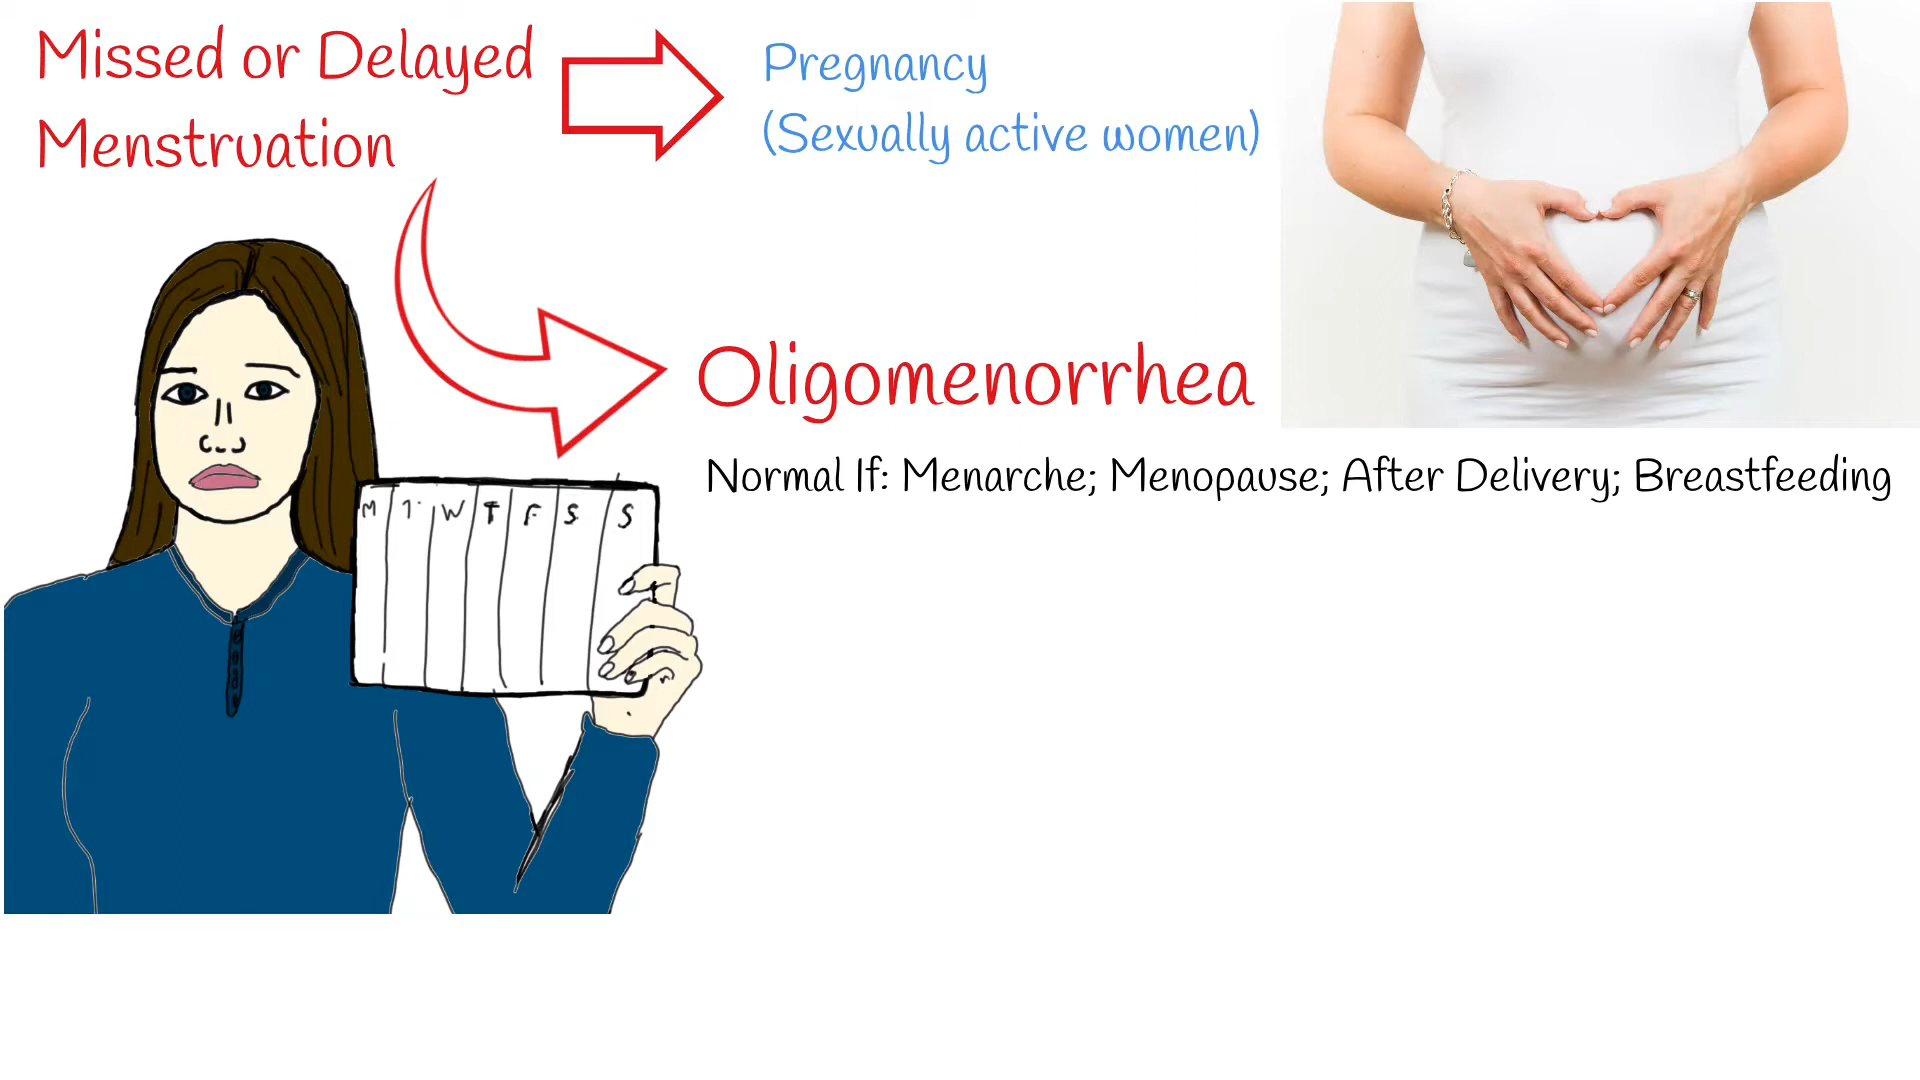 Missed or Delayed
Menstruation
Pregnancy
(Sexually active women)
Oligomenorrhea
Normal If: Menarche; Menopause; After Delivery; Breastfeeding
M T W T F S S